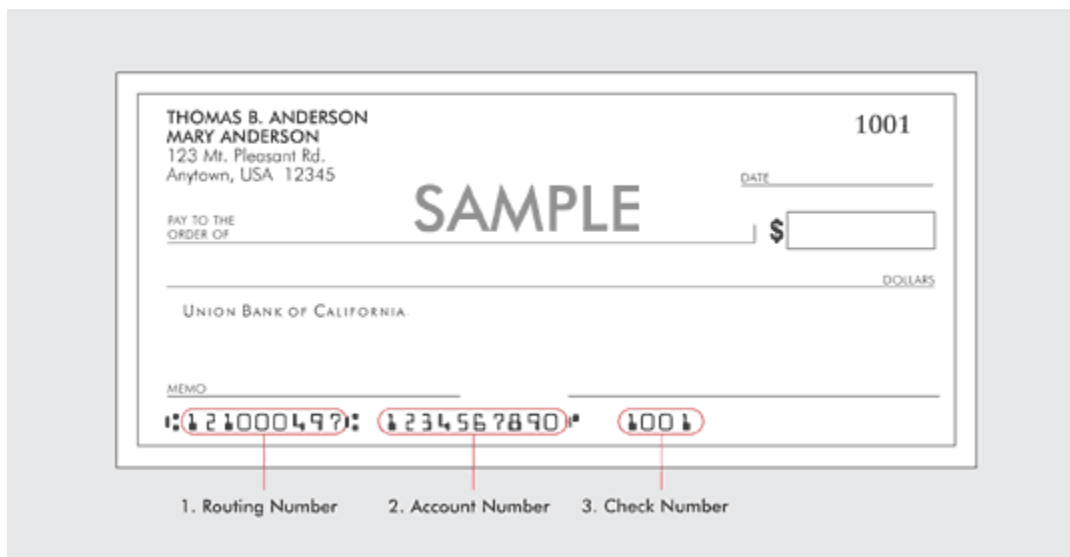 THOMAS B. ANDERSON
MARY ANDERSON
123 Mt. Pleasant Rd.
Anytown, USA 12345
1001
DATE
SAMPLE
PAY TO THE
ORDER OF
$
DOLLARS
UNION BANK OF CALIFORNIA
MEMO
⑆121000497⑆ 1234567890⑈ 1001
1. Routing Number 2. Account Number 3. Check Number